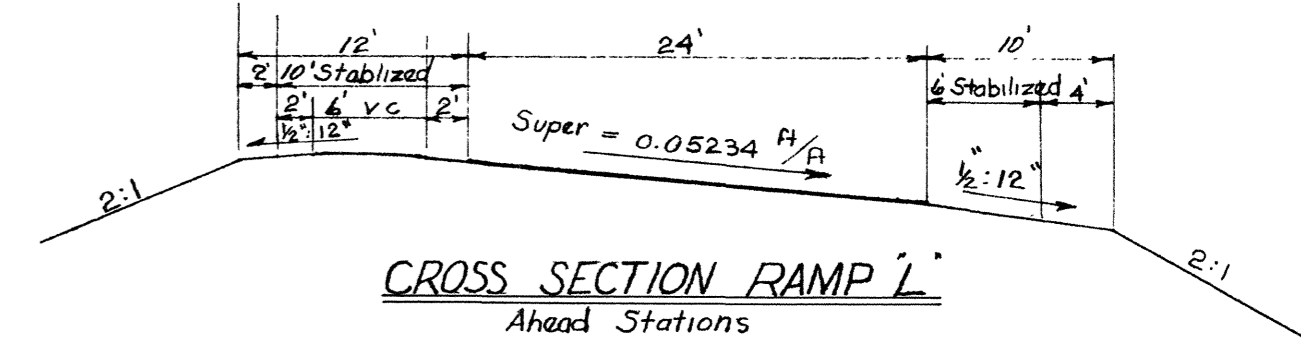 12' 24' 10'
2' 10' Stablized 6' Stabilized 4'
2' 6' V C 2'
1/2": 12" Super = 0.05234 ft/ft 1/2": 12"
2:1 2:1
CROSS SECTION RAMP "L"
Ahead Stations